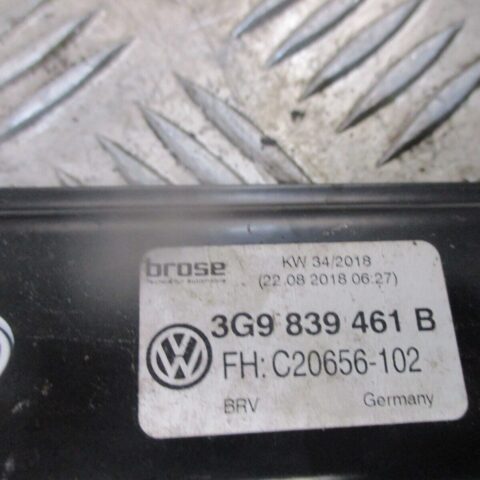 brose
KW 34/2018
(22.08 2018 06:27)
3G9 839 461 B
FH: C20656-102
BRV
Germany